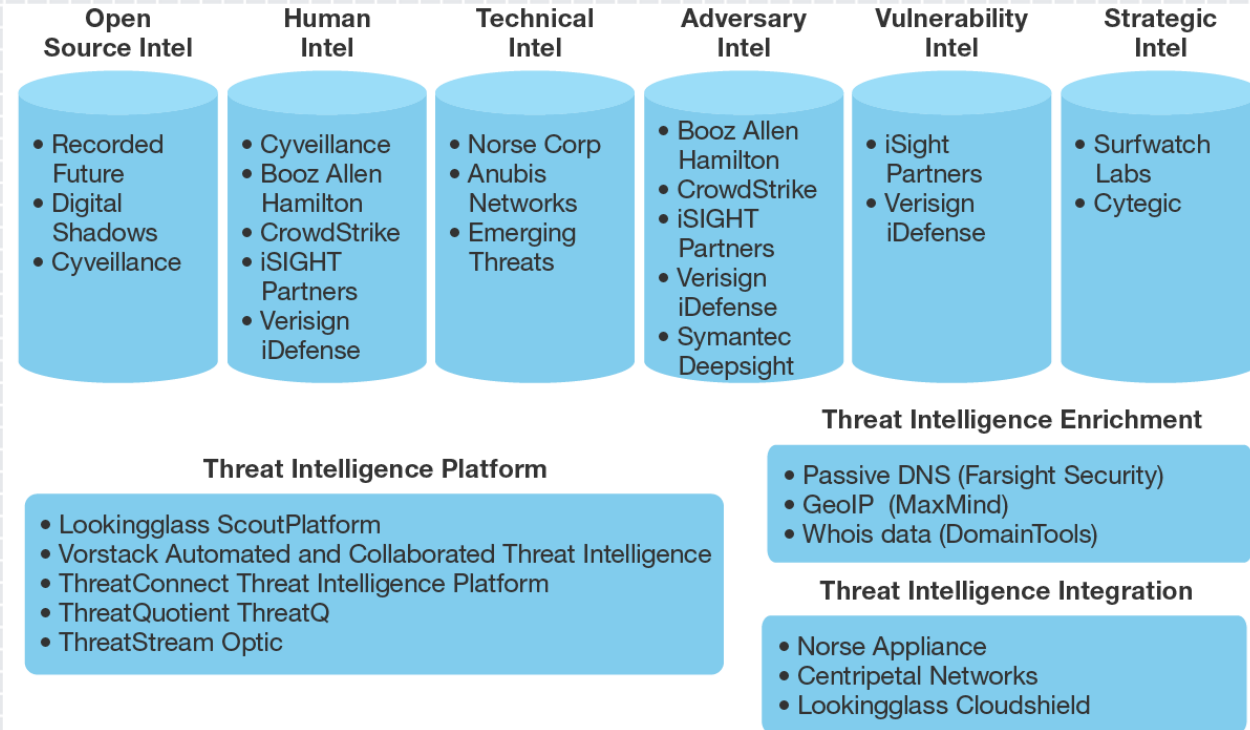 Open
Source Intel
• Recorded
Future
• Digital
Shadows
• Cyveillance
Human
Intel
• Cyveillance
• Booz Allen
Hamilton
• CrowdStrike
• iSIGHT
Partners
• Verisign
iDefense
Technical
Intel
• Norse Corp
• Anubis
Networks
• Emerging
Threats
Adversary
Intel
• Booz Allen
Hamilton
• CrowdStrike
• iSIGHT
Partners
• Verisign
iDefense
• Symantec
Deepsight
Vulnerability
Intel
• iSight
Partners
• Verisign
iDefense
Strategic
Intel
• Surfwatch
Labs
• Cytegic
Threat Intelligence Platform
• Lookingglass ScoutPlatform
• Vorstack Automated and Collaborated Threat Intelligence
• ThreatConnect Threat Intelligence Platform
• ThreatQuotient ThreatQ
• ThreatStream Optic
Threat Intelligence Enrichment
• Passive DNS (Farsight Security)
• GeoIP (MaxMind)
• Whois data (DomainTools)
Threat Intelligence Integration
• Norse Appliance
• Centripetal Networks
• Lookingglass Cloudshield